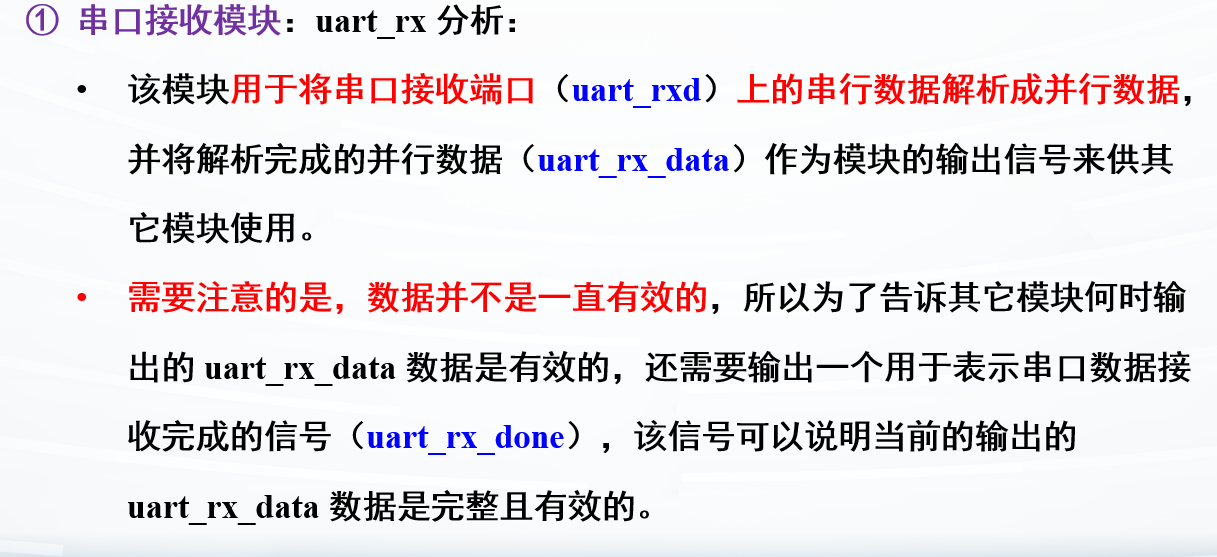 ① 串口接收模块：uart_rx 分析：
• 该模块用于将串口接收端口（uart_rxd）上的串行数据解析成并行数据，
并将解析完成的并行数据（uart_rx_data）作为模块的输出信号来供其
它模块使用。
• 需要注意的是，数据并不是一直有效的，所以为了告诉其它模块何时输
出的 uart_rx_data 数据是有效的，还需要输出一个用于表示串口数据接
收完成的信号（uart_rx_done），该信号可以说明当前的输出的
uart_rx_data 数据是完整且有效的。